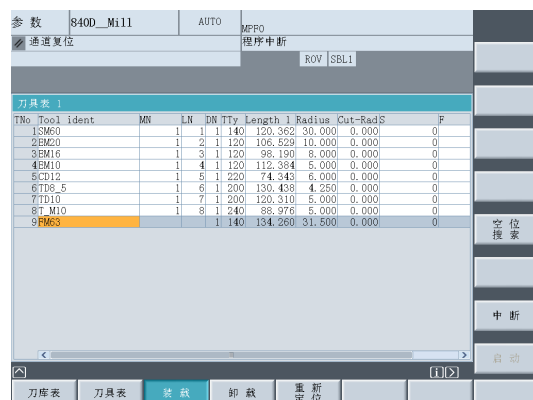 参 数 840D__Mill AUTO MPF0
通道复位 程序中断
ROV SBL1
刀具表 1
TNo Tool ident MN LN DN TTy Length 1 Radius Cut-Rad S F
1 SM60 1 1 1 140 120.362 30.000 0.000 0
2 EM20 1 2 1 120 106.529 10.000 0.000 0
3 EM16 1 3 1 120 98.190 8.000 0.000 0
4 EM10 1 4 1 120 112.384 5.000 0.000 0
5 CD12 1 5 1 220 74.343 6.000 0.000 0
6 TD8_5 1 6 1 200 130.438 4.250 0.000 0
7 TD10 1 7 1 200 120.310 5.000 0.000 0
8 T_M10 1 8 1 240 88.976 5.000 0.000 0
9 FM63 1 140 134.260 31.500 0.000 0
空 位
搜 索
中 断
启 动
刀库表 刀具表 装 载 卸 载 重 新
定 位